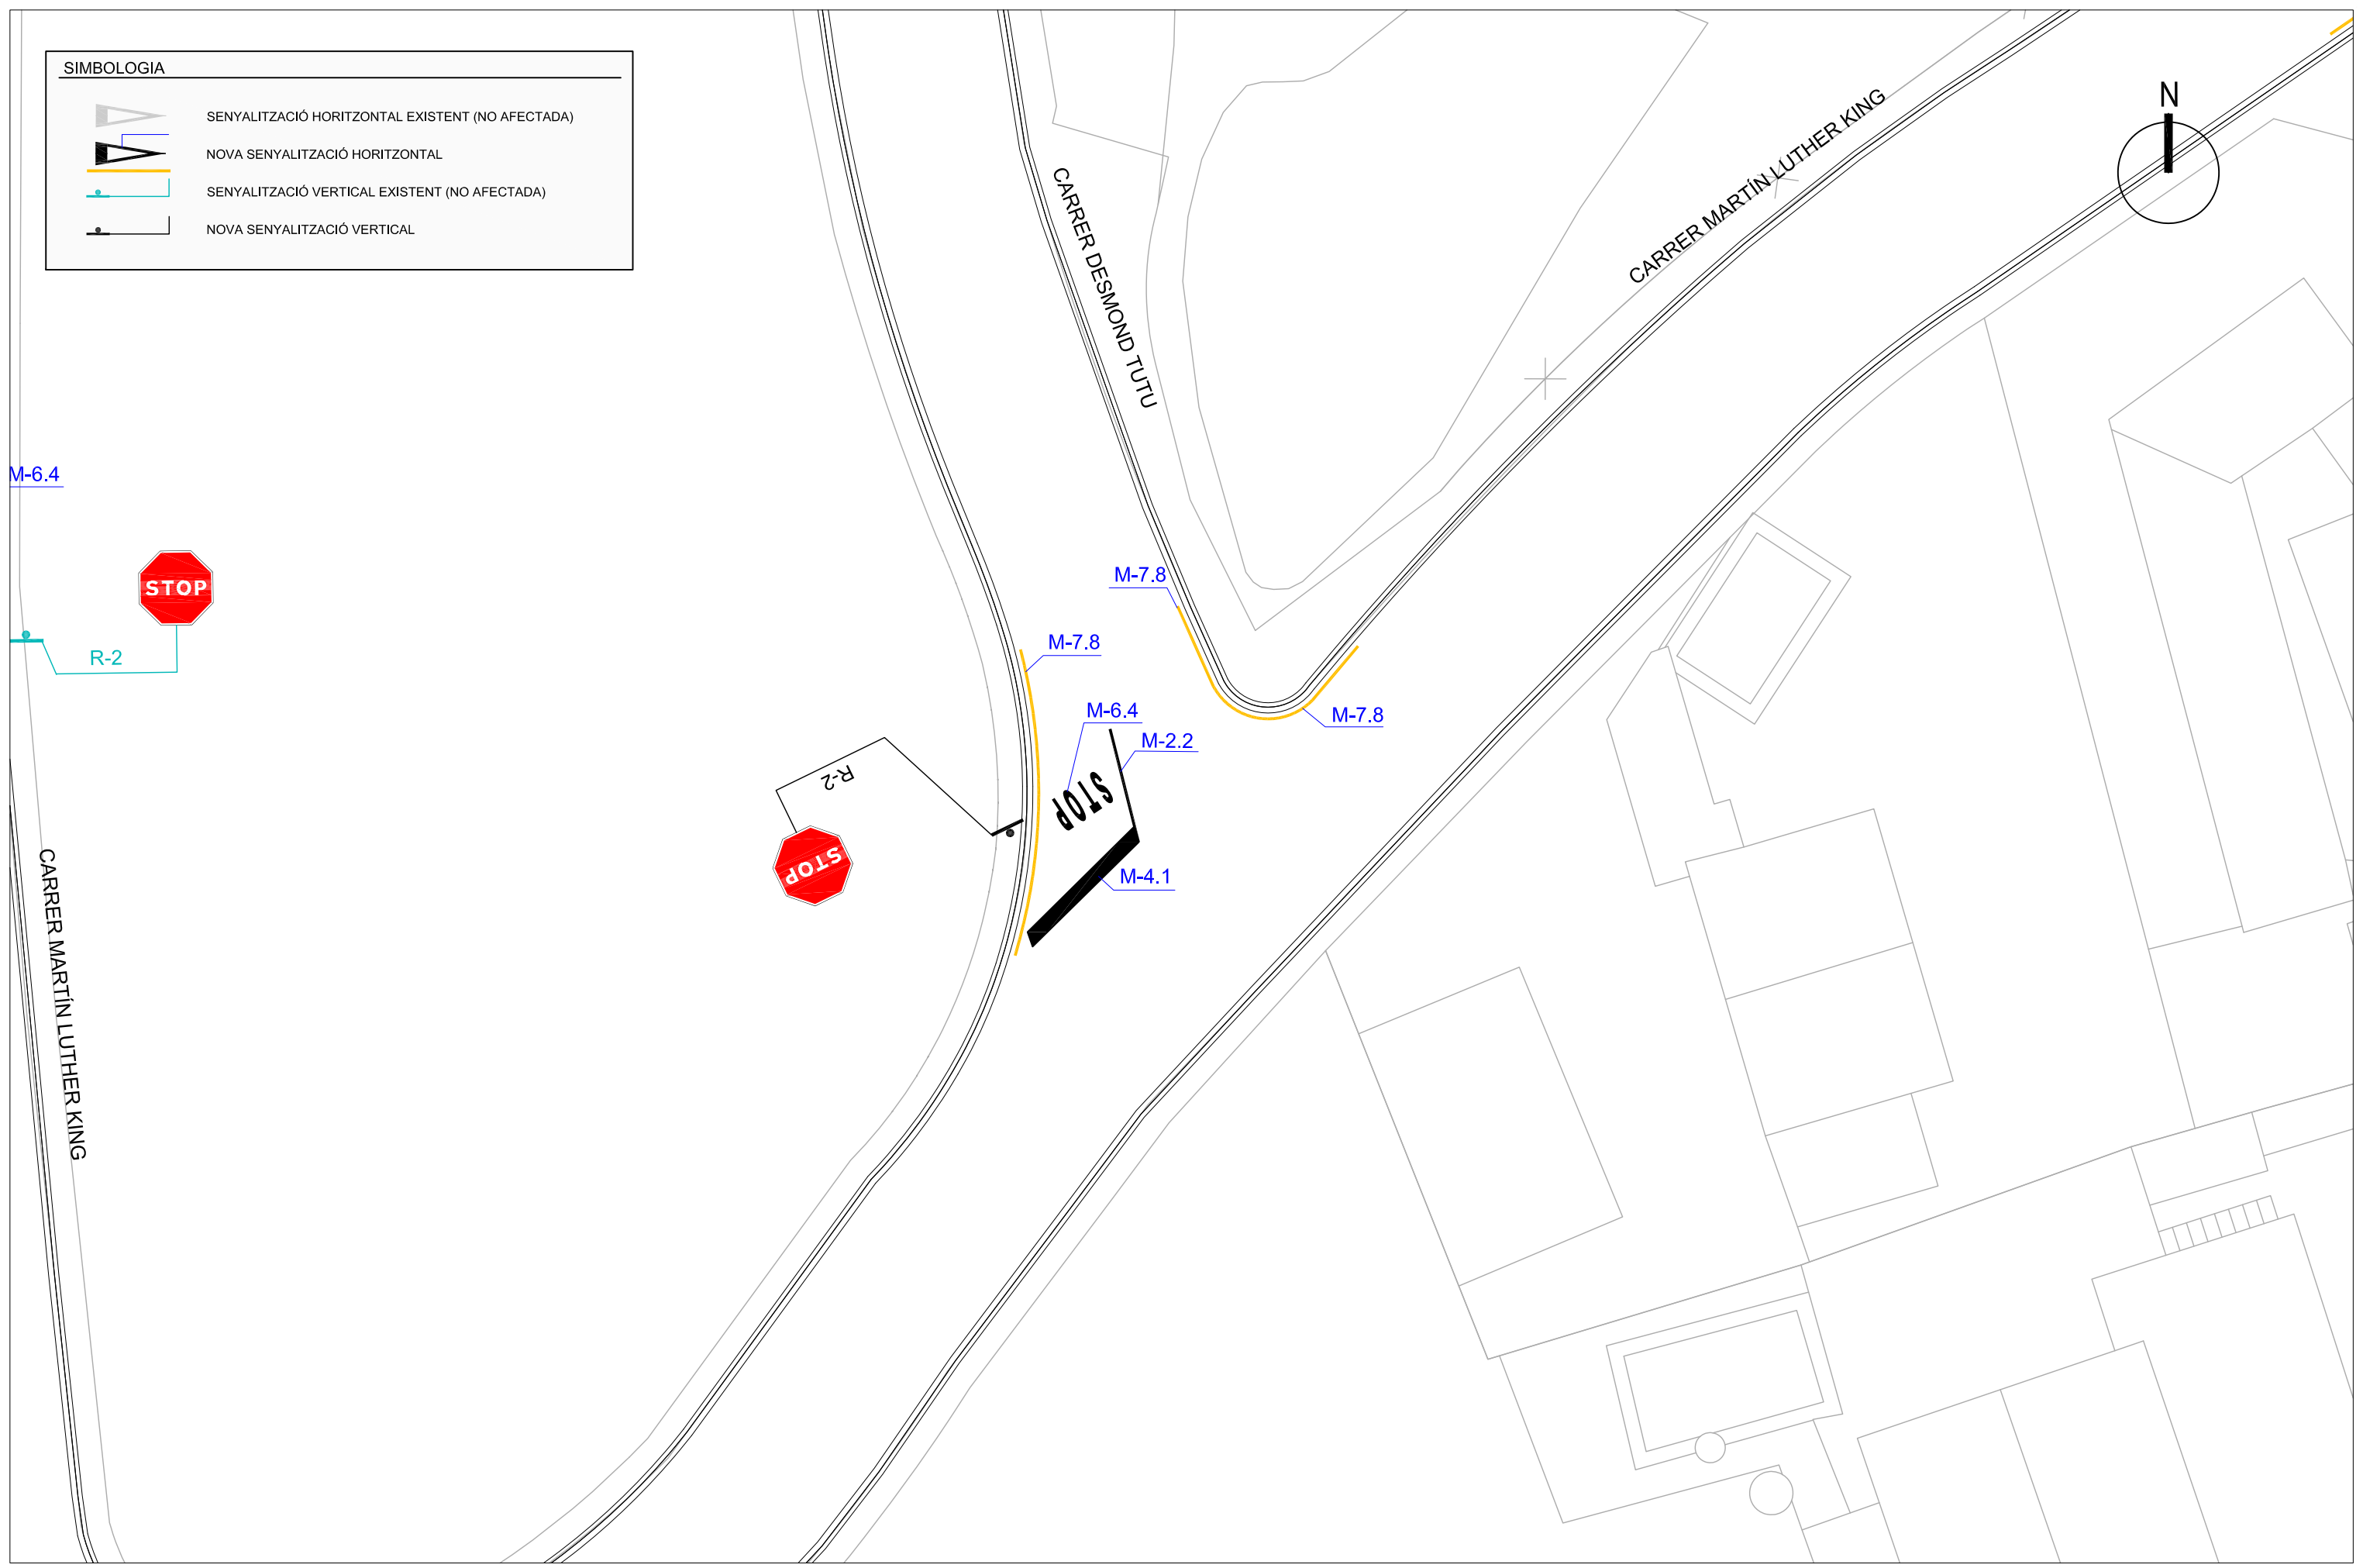 SIMBOLOGIA
SENYALITZACIÓ HORITZONTAL EXISTENT (NO AFECTADA)
NOVA SENYALITZACIÓ HORITZONTAL
SENYALITZACIÓ VERTICAL EXISTENT (NO AFECTADA)
NOVA SENYALITZACIÓ VERTICAL
N
CARRER MARTÍN LUTHER KING
CARRER DESMOND TUTU
M-6.4
STOP
R-2
M-7.8
M-7.8
M-7.8
M-6.4
M-2.2
STOP
R-2
STOP
M-4.1
CARRER MARTÍN LUTHER KING